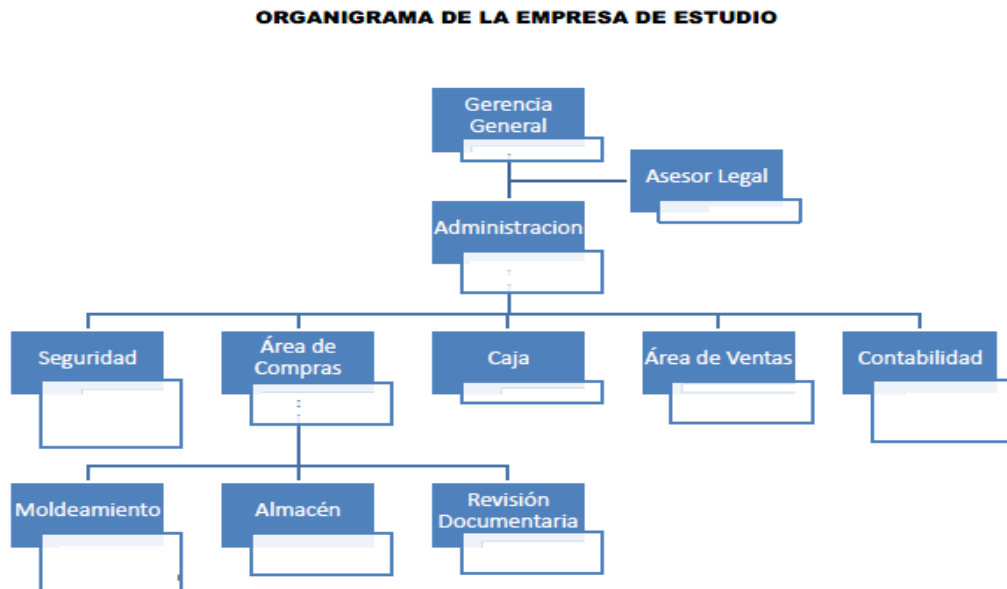 ORGANIGRAMA DE LA EMPRESA DE ESTUDIO
Gerencia
General
Asesor Legal
Administracion
Seguridad
Área de
Compras
Caja
Área de Ventas
Contabilidad
Moldeamiento
Almacén
Revisión
Documentaria